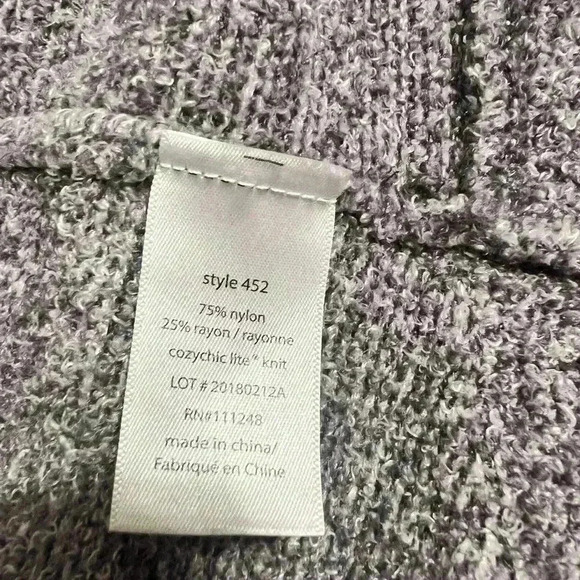 style 452
75% nylon
25% rayon / rayonne
cozychic lite® knit
LOT # 20180212A
RN#111248
made in china/
Fabriqué en Chine